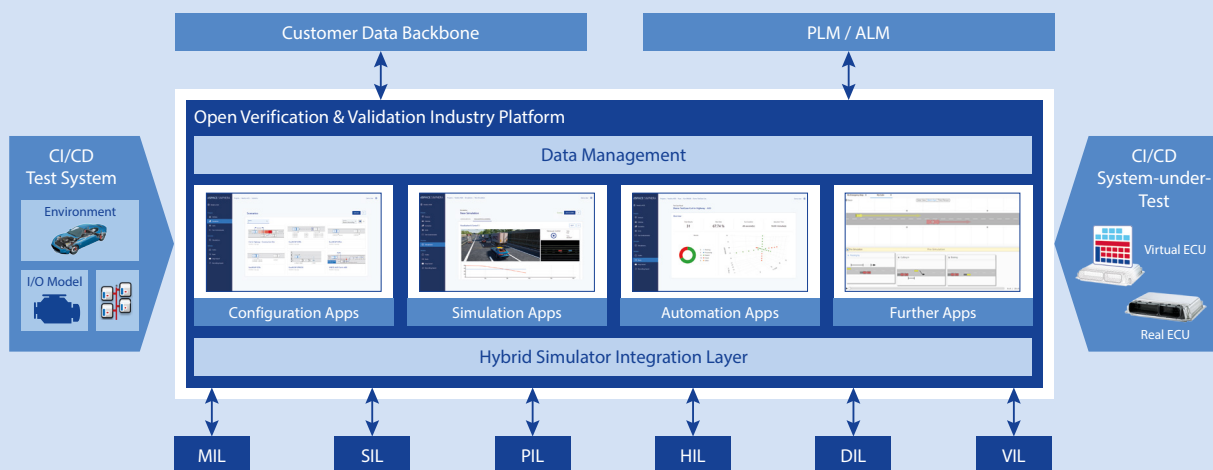 Customer Data Backbone
PLM / ALM
Open Verification & Validation Industry Platform
Data Management
CI/CD
Test System
Environment
I/O Model
Configuration Apps
Simulation Apps
Automation Apps
Further Apps
CI/CD
System-under-
Test
Virtual ECU
Real ECU
Hybrid Simulator Integration Layer
MIL
SIL
PIL
HIL
DIL
VIL